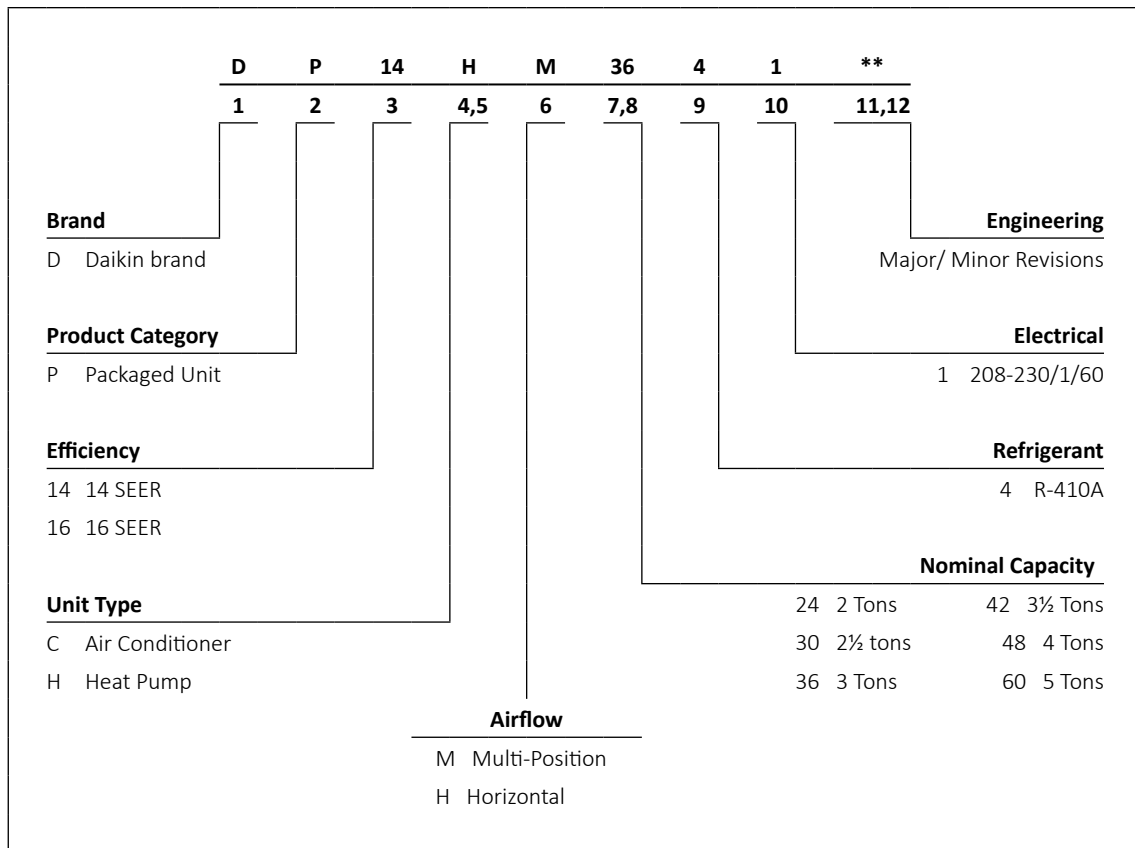 D P 14 H M 36 4 1 **
1 2 3 4,5 6 7,8 9 10 11,12
Brand
D Daikin brand
Engineering
Major/ Minor Revisions
Product Category
P Packaged Unit
Electrical
1 208-230/1/60
Efficiency
14 14 SEER
16 16 SEER
Refrigerant
4 R-410A
Unit Type
C Air Conditioner
H Heat Pump
Nominal Capacity
24 2 Tons 42 3½ Tons
30 2½ tons 48 4 Tons
36 3 Tons 60 5 Tons
Airflow
M Multi-Position
H Horizontal